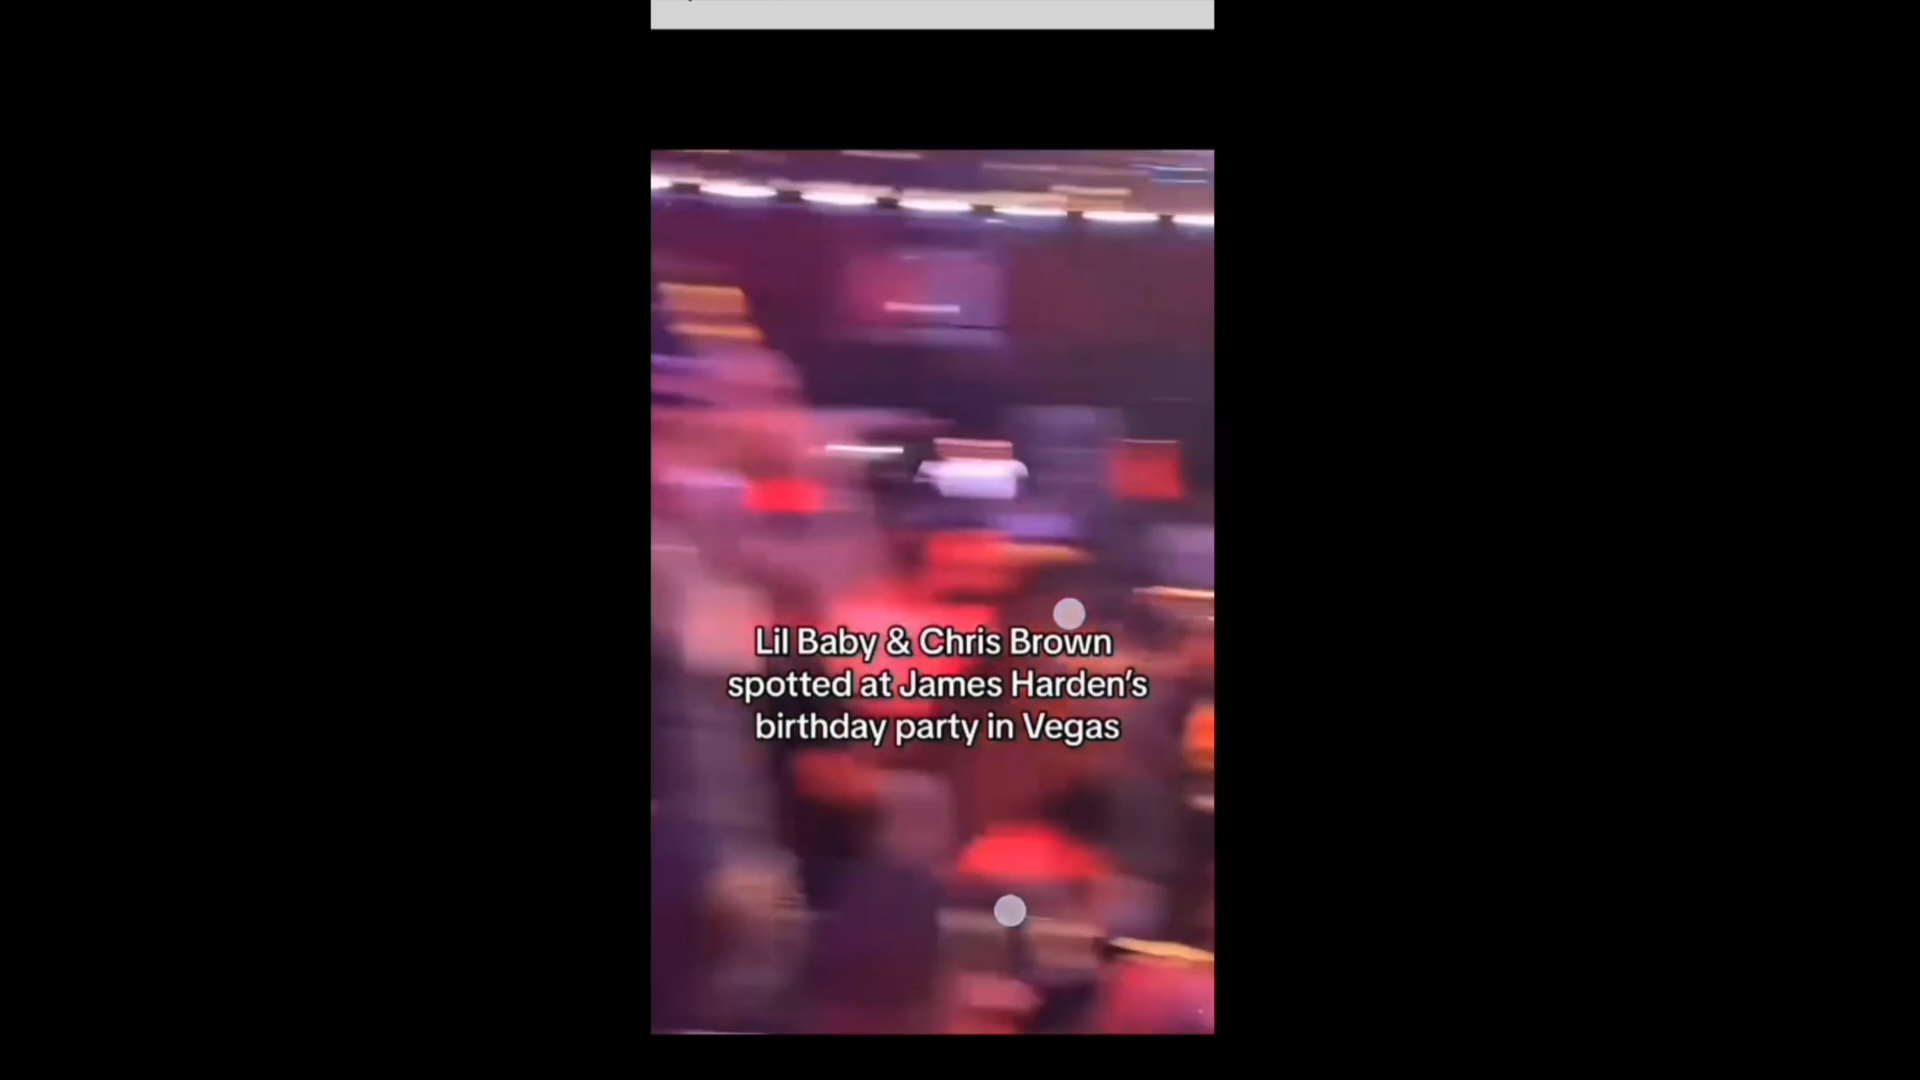 Lil Baby & Chris Brown
spotted at James Harden's
birthday party in Vegas